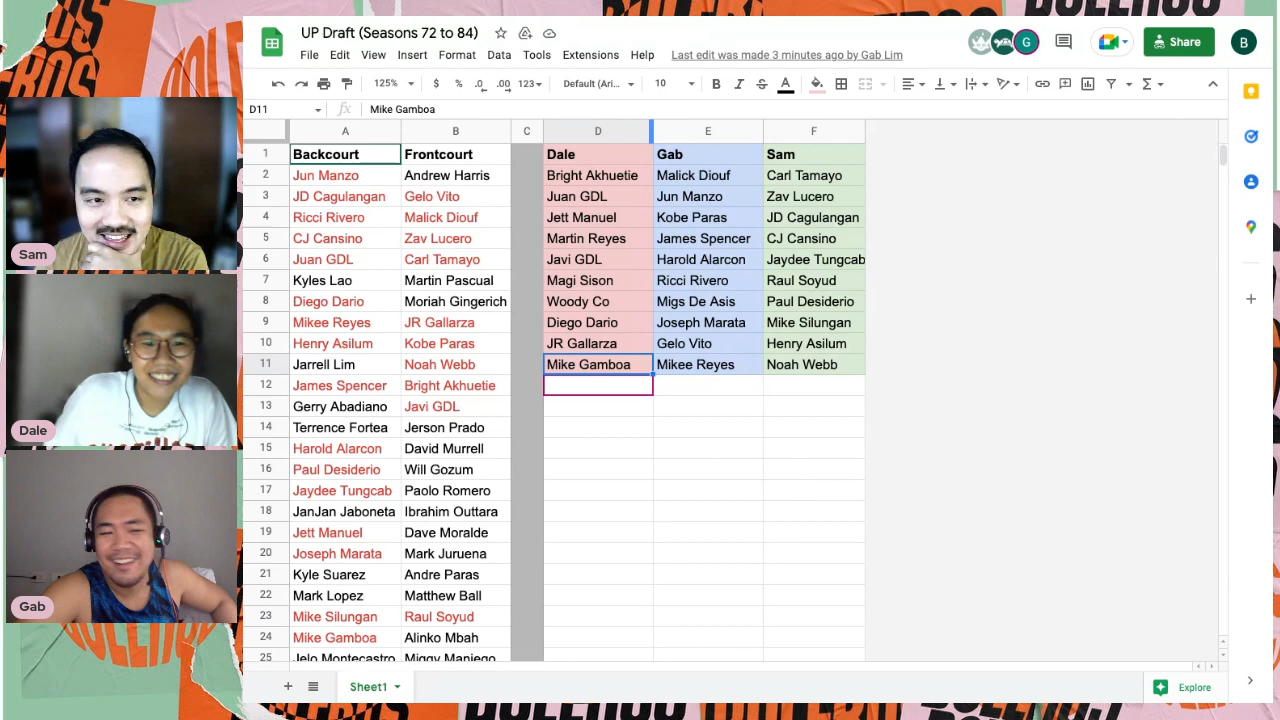 UP Draft (Seasons 72 to 84)
File Edit View Insert Format Data Tools Extensions Help Last edit was made 3 minutes ago by Gab Lim
G Share B
125% $ % .0 .00 123 Default (Ari... 10 B I S A
D11 fx Mike Gamboa
A B C D E F
1 Backcourt Frontcourt Dale Gab Sam
2 Jun Manzo Andrew Harris Bright Akhuetie Malick Diouf Carl Tamayo
3 JD Cagulangan Gelo Vito Juan GDL Jun Manzo Zav Lucero
4 Ricci Rivero Malick Diouf Jett Manuel Kobe Paras JD Cagulangan
5 CJ Cansino Zav Lucero Martin Reyes James Spencer CJ Cansino
6 Juan GDL Carl Tamayo Javi GDL Harold Alarcon Jaydee Tungcab
7 Kyles Lao Martin Pascual Magi Sison Ricci Rivero Raul Soyud
8 Diego Dario Moriah Gingerich Woody Co Migs De Asis Paul Desiderio
9 Mikee Reyes JR Gallarza Diego Dario Joseph Marata Mike Silungan
10 Henry Asilum Kobe Paras JR Gallarza Gelo Vito Henry Asilum
11 Jarrell Lim Noah Webb Mike Gamboa Mikee Reyes Noah Webb
12 James Spencer Bright Akhuetie
13 Gerry Abadiano Javi GDL
14 Terrence Fortea Jerson Prado
15 Harold Alarcon David Murrell
16 Paul Desiderio Will Gozum
17 Jaydee Tungcab Paolo Romero
18 JanJan Jaboneta Ibrahim Outtara
19 Jett Manuel Dave Moralde
20 Joseph Marata Mark Juruena
21 Kyle Suarez Andre Paras
22 Mark Lopez Matthew Ball
23 Mike Silungan Raul Soyud
24 Mike Gamboa Alinko Mbah
25 Jelo Montecastro Miggy Maniego
Sheet1 Explore
Sam
Dale
Gab